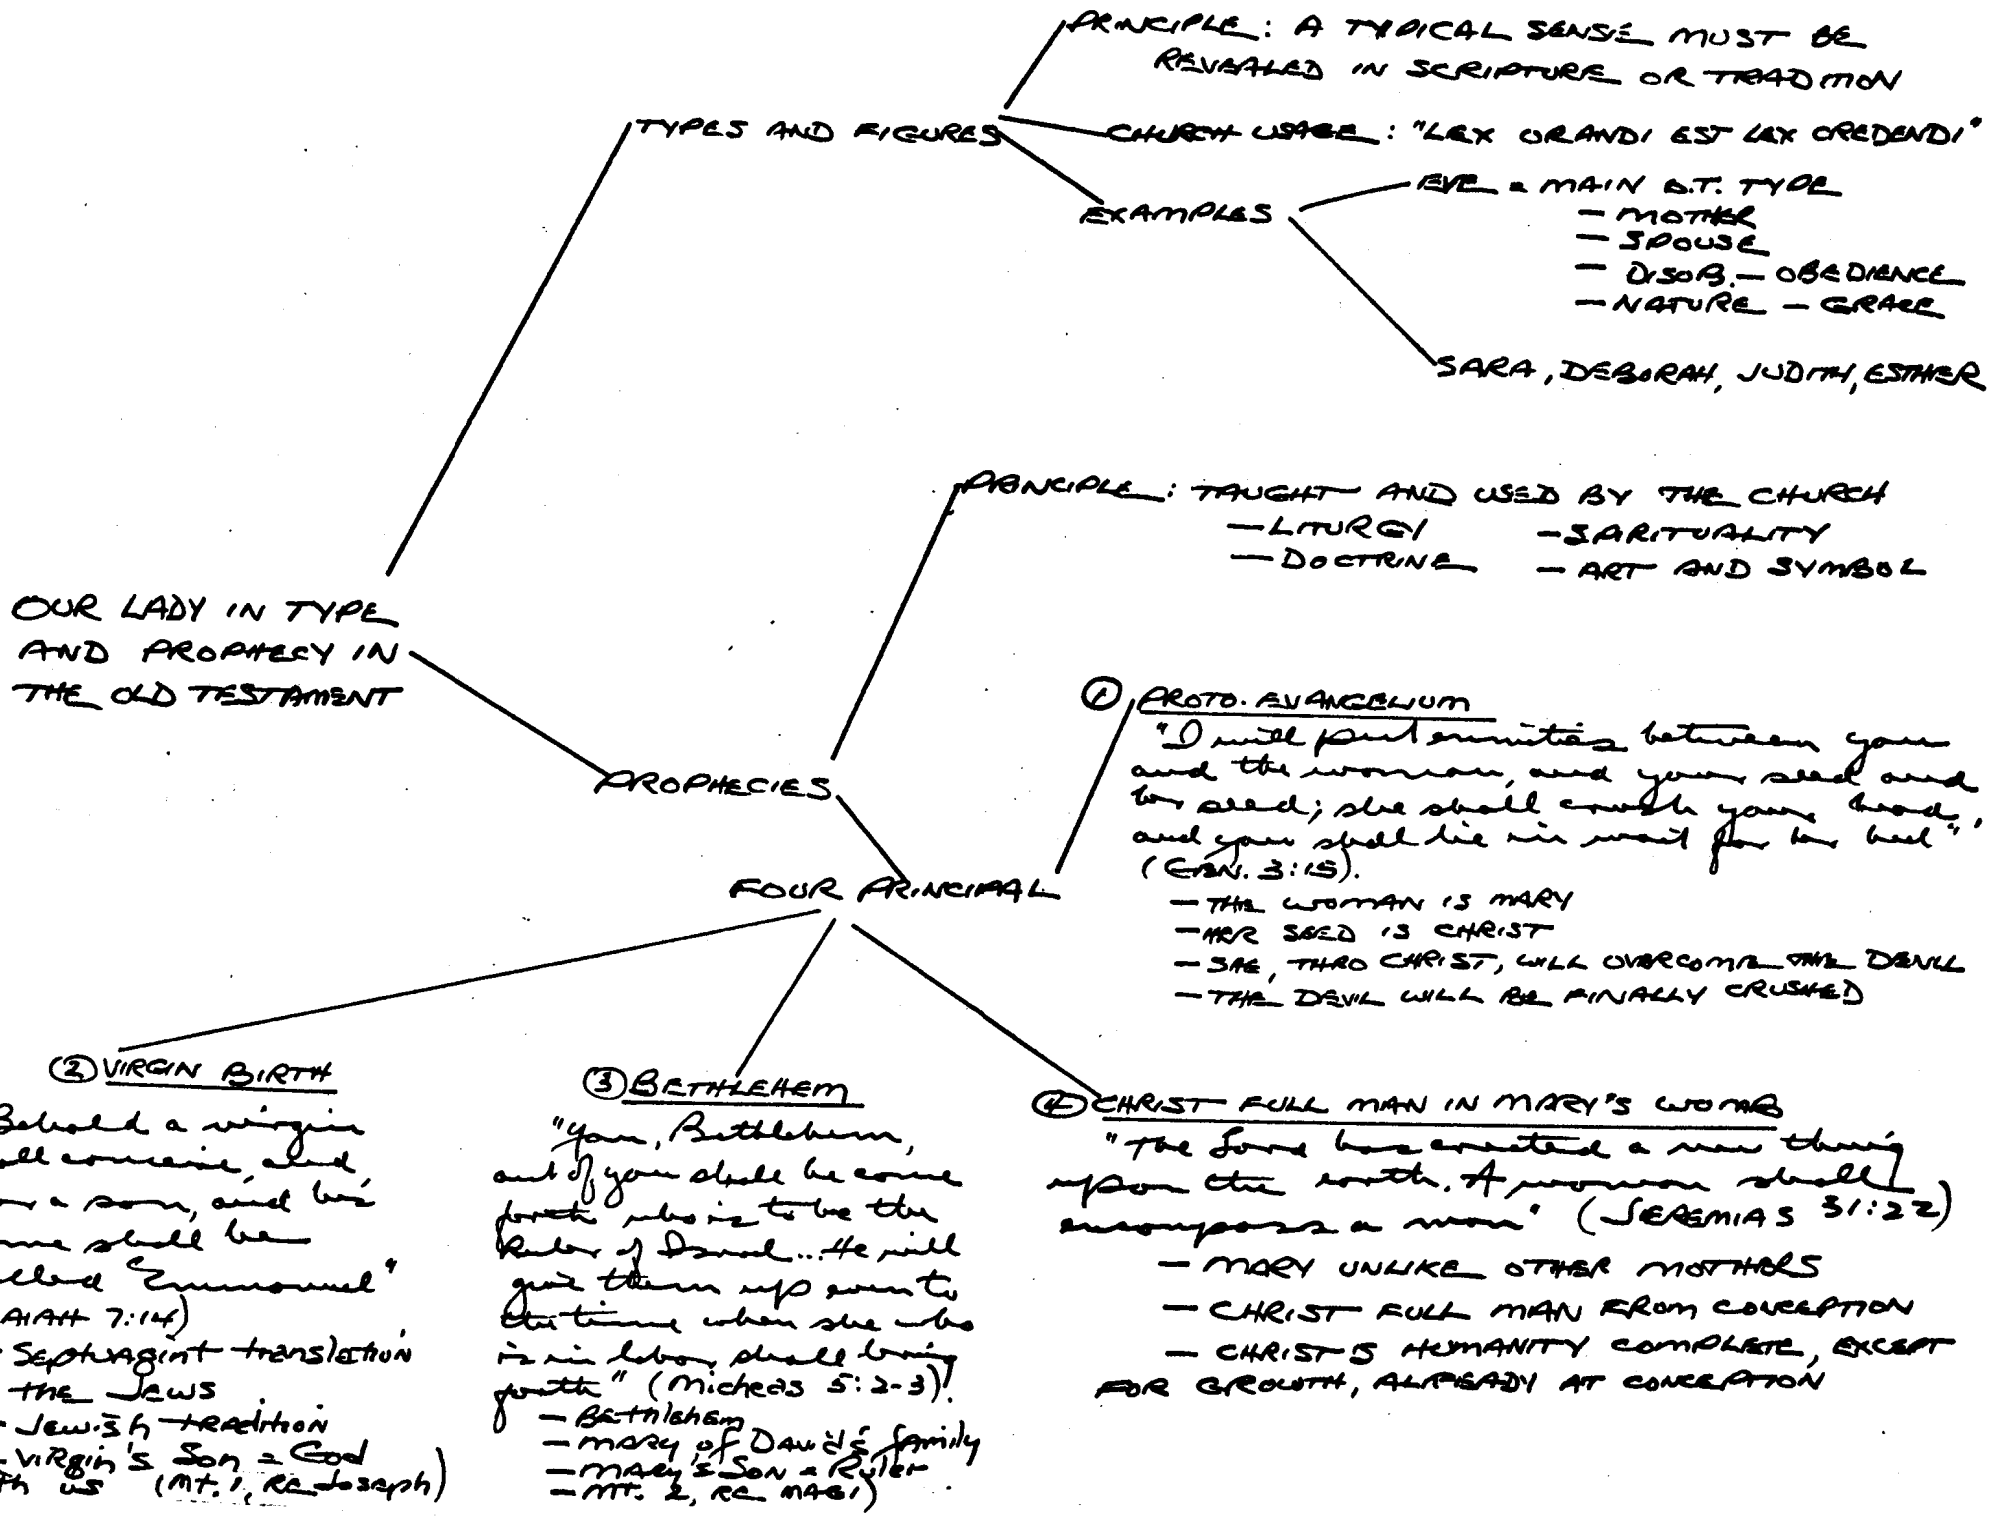 PRINCIPLE: A TYPICAL SENSE MUST BE
REVEALED IN SCRIPTURE OR TRADITION
TYPES AND FIGURES
CHURCH USAGE: "LEX ORANDI EST LEX CREDENDI"
EXAMPLES
EVE = MAIN O.T. TYPE
- MOTHER
- SPOUSE
- DISOB. - OBEDIENCE
- NATURE - GRACE
SARA, DEBORAH, JUDITH, ESTHER
OUR LADY IN TYPE
AND PROPHECY IN
THE OLD TESTAMENT
PRINCIPLE: TAUGHT AND USED BY THE CHURCH
- LITURGY - SPIRITUALITY
- DOCTRINE - ART AND SYMBOL
PROPHECIES
FOUR PRINCIPAL
① PROTO-EVANGELIUM
"I will put enmities between you
and the woman, and your seed and
her seed; she shall crush your head,
and you shall lie in wait for her heel"
(GEN. 3:15).
- THE WOMAN IS MARY
- HER SEED IS CHRIST
- SHE, THRO CHRIST, WILL OVERCOME THE DEVIL
- THE DEVIL WILL BE FINALLY CRUSHED
② VIRGIN BIRTH
Behold a virgin
all conceive, and
r a son, and his
me shall be
lled "Emmanuel"
AIAH 7:14)
- Septuagint translation
the Jews
- Jewish tradition
- Virgin's Son = God
th us (Mt. 1, re Joseph)
③ BETHLEHEM
"You, Bethlehem,
out of you shall he come
forth who is to be the
Ruler of Israel... He will
give them up even to
the time when she who
is in labor shall bring
forth" (Micheas 5:2-3).
- Bethlehem
- Mary of David's family
- Mary's Son = Ruler
- Mt. 2, re MAGI)
④ CHRIST FULL MAN IN MARY'S WOMB
"The Lord has created a new thing
upon the earth. A woman shall
encompass a man" (JEREMIAS 31:22)
- MARY UNLIKE OTHER MOTHERS
- CHRIST FULL MAN FROM CONCEPTION
- CHRIST'S HUMANITY COMPLETE, EXCEPT
FOR GROWTH, ALREADY AT CONCEPTION